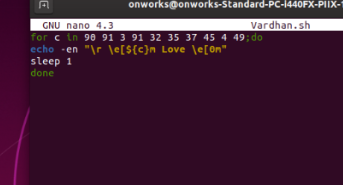 onworks@onworks-Standard-PC-i440FX-PIIX-1
GNU nano 4.3 Vardhan.sh
for c in 90 91 3 91 32 35 37 45 4 49;do
echo -en "\r \e[${c}m Love \e[0m"
sleep 1
done